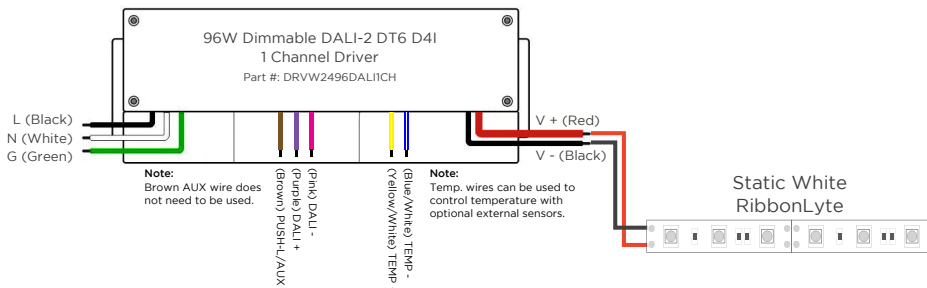 96W Dimmable DALI-2 DT6 D4I
1 Channel Driver
Part #: DRVW2496DALI1CH
L (Black)
N (White)
G (Green)
V + (Red)
V - (Black)
Note:
Brown AUX wire does
not need to be used.
(Brown) PUSH-L/AUX
(Purple) DALI +
(Pink) DALI -
(Yellow/White) TEMP
(Blue/White) TEMP -
Note:
Temp. wires can be used to
control temperature with
optional external sensors.
Static White
RibbonLyte